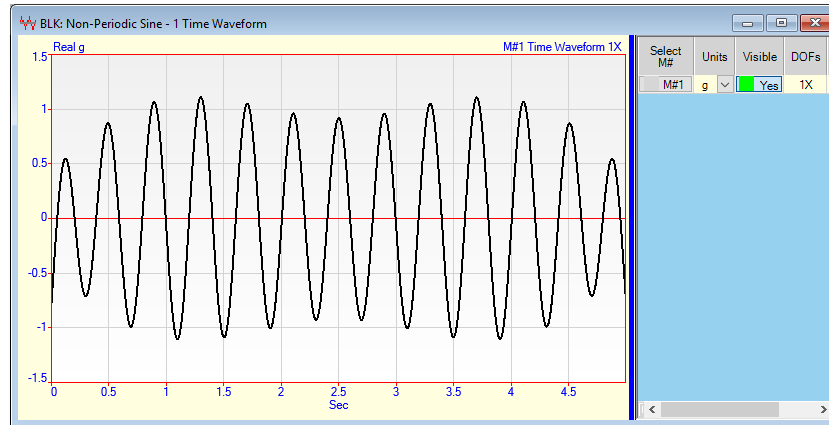 BLK: Non-Periodic Sine - 1 Time Waveform
Real g
M#1 Time Waveform 1X
1.5
1
0.5
0
-0.5
-1
-1.5
0 0.5 1 1.5 2 2.5 3 3.5 4 4.5
Sec
Select M# Units Visible DOFs
M#1 g Yes 1X